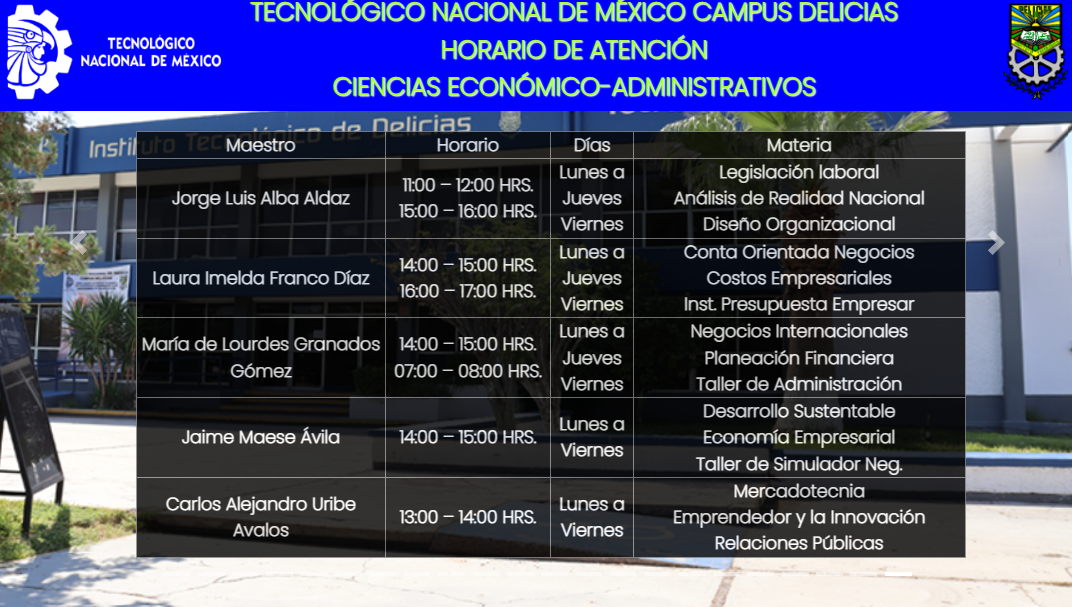 TECNOLÓGICO NACIONAL DE MÉXICO CAMPUS DELICIAS
HORARIO DE ATENCIÓN
CIENCIAS ECONÓMICO-ADMINISTRATIVOS
TECNOLÓGICO
NACIONAL DE MÉXICO
DELICIAS
Instituto Tecnológico de Delicias
Maestro Horario Días Materia
Jorge Luis Alba Aldaz
11:00 – 12:00 HRS.
15:00 – 16:00 HRS.
Lunes a
Jueves
Viernes
Legislación laboral
Análisis de Realidad Nacional
Diseño Organizacional
Laura Imelda Franco Díaz
14:00 – 15:00 HRS.
16:00 – 17:00 HRS.
Lunes a
Jueves
Viernes
Conta Orientada Negocios
Costos Empresariales
Inst. Presupuesta Empresar
María de Lourdes Granados
Gómez
14:00 – 15:00 HRS.
07:00 – 08:00 HRS.
Lunes a
Jueves
Viernes
Negocios Internacionales
Planeación Financiera
Taller de Administración
Jaime Maese Ávila
14:00 – 15:00 HRS.
Lunes a
Viernes
Desarrollo Sustentable
Economía Empresarial
Taller de Simulador Neg.
Carlos Alejandro Uribe
Avalos
13:00 – 14:00 HRS.
Lunes a
Viernes
Mercadotecnia
Emprendedor y la Innovación
Relaciones Públicas